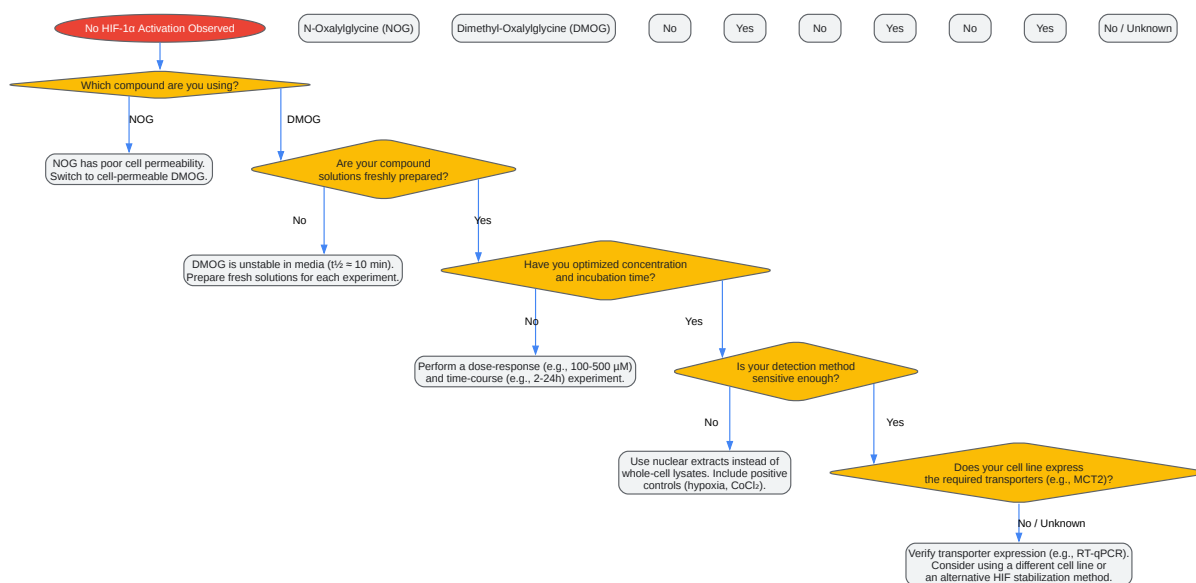 No HIF-1α Activation Observed
N-Oxalylglycine (NOG)
Dimethyl-Oxalylglycine (DMOG)
No
Yes
No
Yes
No
Yes
No / Unknown
Which compound are you using?
NOG
DMOG
NOG has poor cell permeability.
Switch to cell-permeable DMOG.
Are your compound
solutions freshly prepared?
No
Yes
DMOG is unstable in media (t½ ≈ 10 min).
Prepare fresh solutions for each experiment.
Have you optimized concentration
and incubation time?
No
Yes
Perform a dose-response (e.g., 100-500 µM)
and time-course (e.g., 2-24h) experiment.
Is your detection method
sensitive enough?
No
Yes
Use nuclear extracts instead of
whole-cell lysates. Include positive
controls (hypoxia, CoCl₂).
Does your cell line express
the required transporters (e.g., MCT2)?
No / Unknown
Verify transporter expression (e.g., RT-qPCR).
Consider using a different cell line or
an alternative HIF stabilization method.